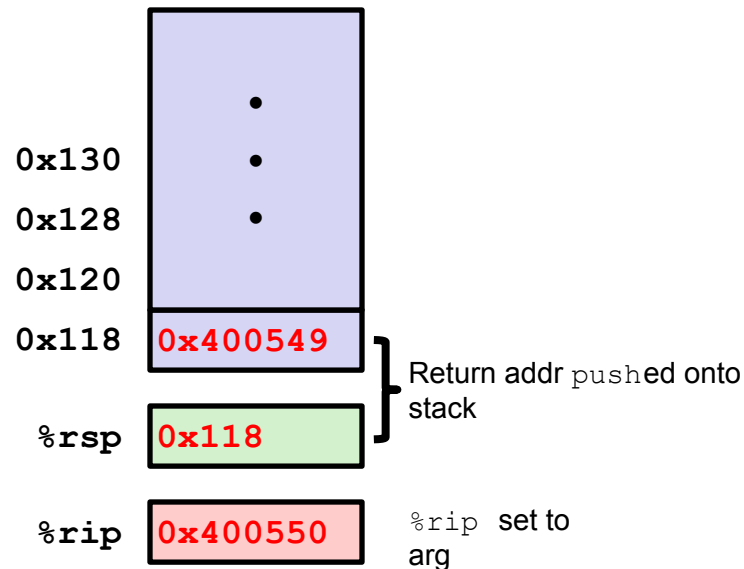 0x130
0x128
0x120
0x118 0x400549
Return addr pushed onto
stack
%rsp 0x118
%rip 0x400550
%rip set to
arg